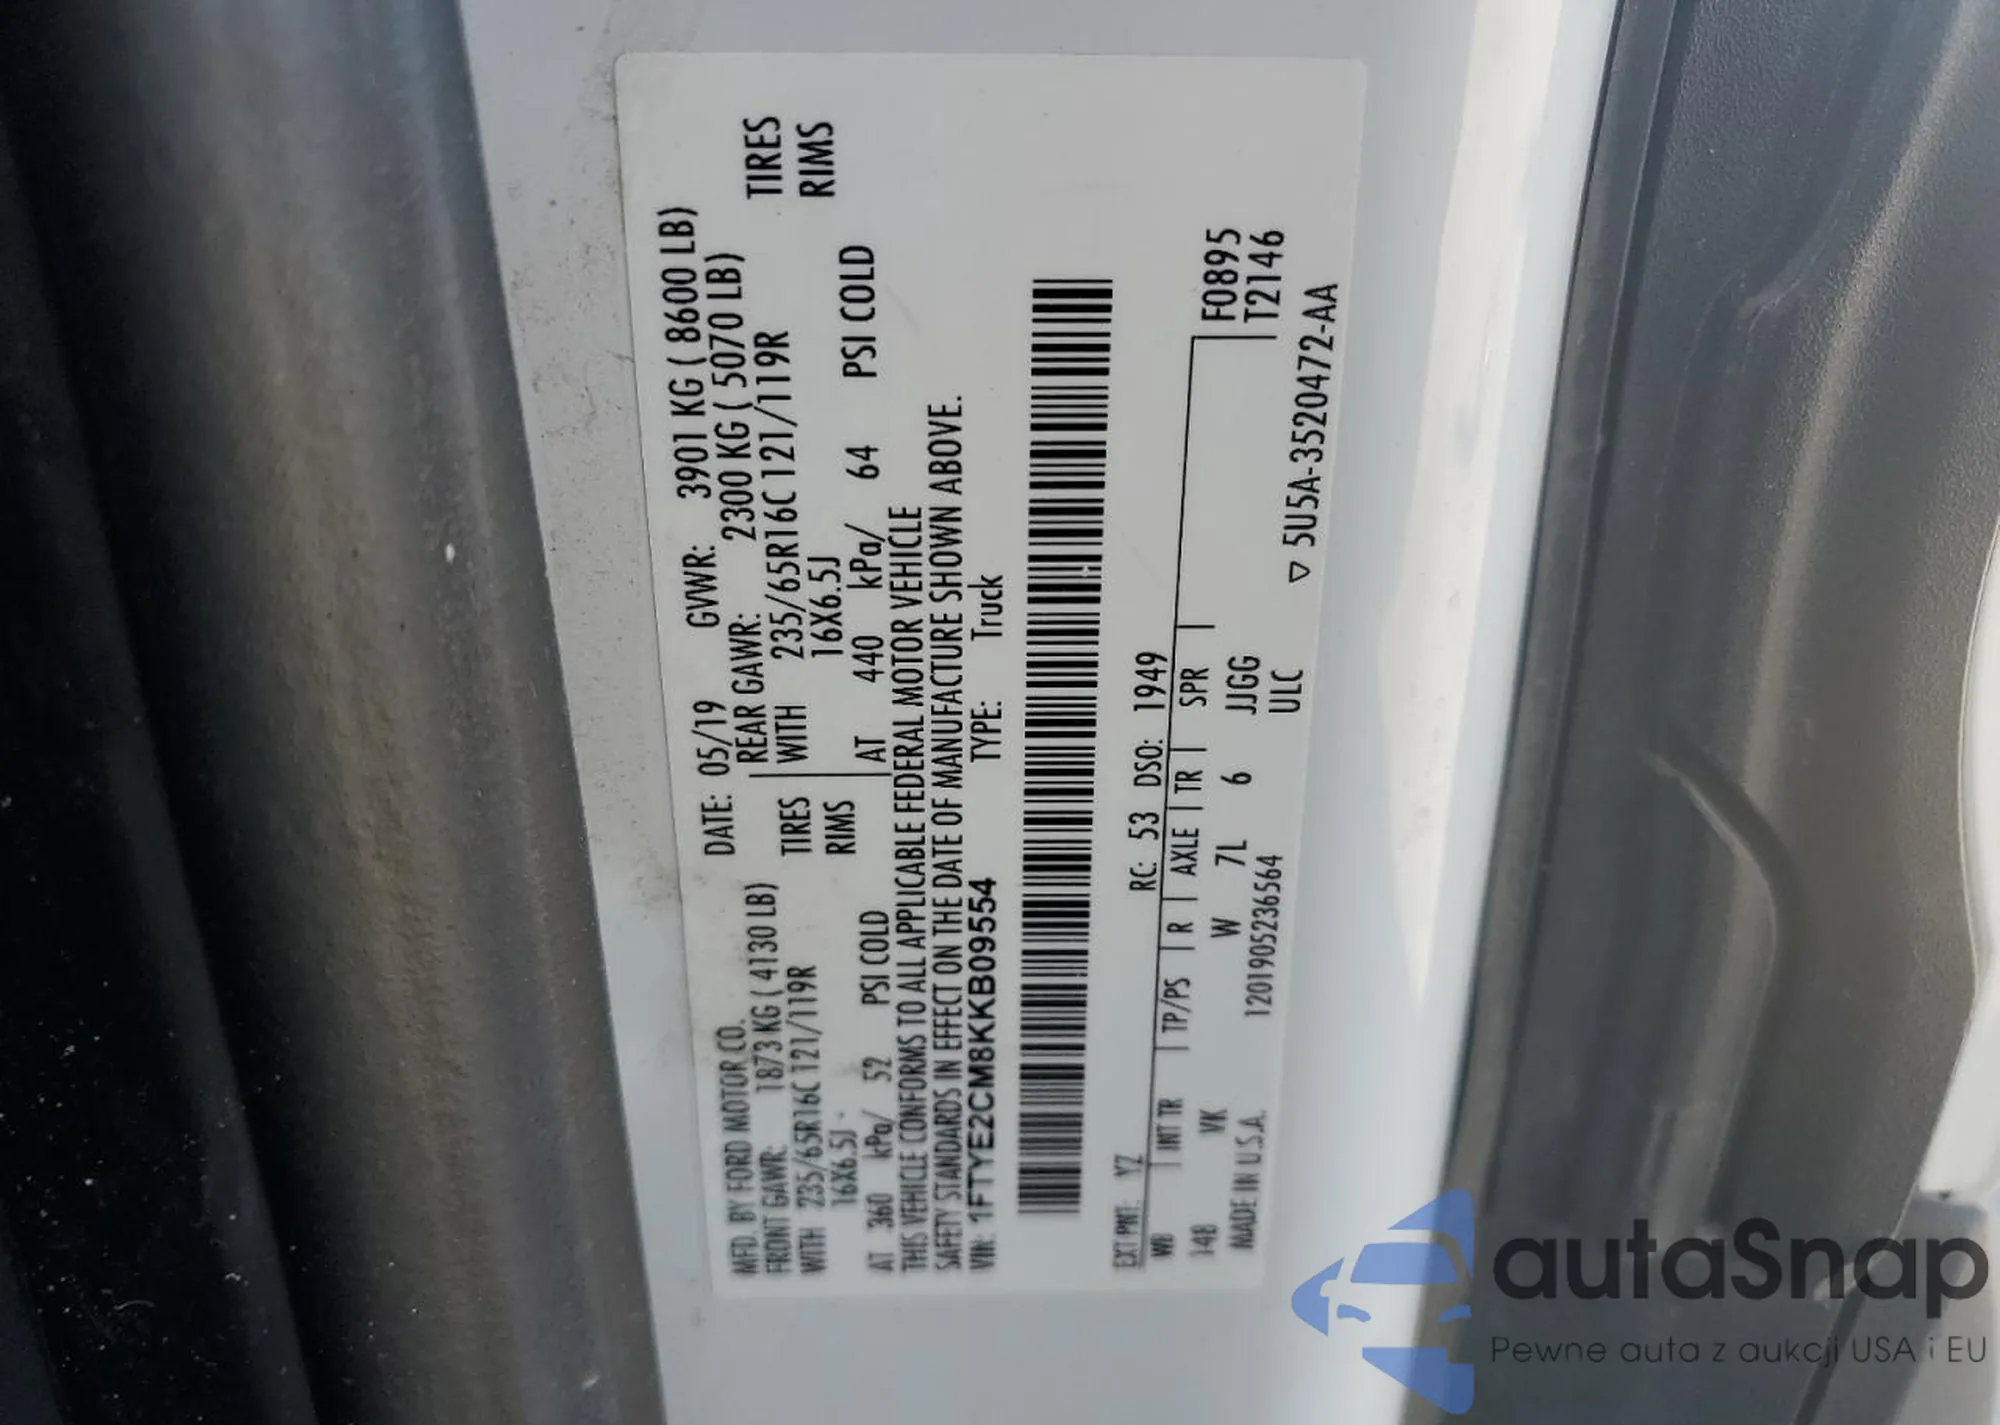 MFD. BY FORD MOTOR CO.
DATE: 05/19 GVWR: 3901 KG ( 8600 LB)
FRONT GAWR: 1873 KG ( 4130 LB) REAR GAWR: 2300 KG ( 5070 LB)
WITH 235/65R16C 121/119R TIRES WITH 235/65R16C 121/119R TIRES
16X6.5J RIMS 16X6.5J RIMS
AT 360 kPa/ 52 PSI COLD AT 440 kPa/ 64 PSI COLD
THIS VEHICLE CONFORMS TO ALL APPLICABLE FEDERAL MOTOR VEHICLE
SAFETY STANDARDS IN EFFECT ON THE DATE OF MANUFACTURE SHOWN ABOVE.
VIN: 1FTYE2CM8KKB09554 TYPE: Truck
EXT PNT: YZ RC: 53 DSO: 1949
WB INT TR TP/PS R AXLE TR SPR F0895
148 VK W 7L 6 JJGG T2146
MADE IN U.S.A. 1201905236564 ULC
▽ 5U5A-3520472-AA
autoSnap
Pewne auta z aukcji USA i EU